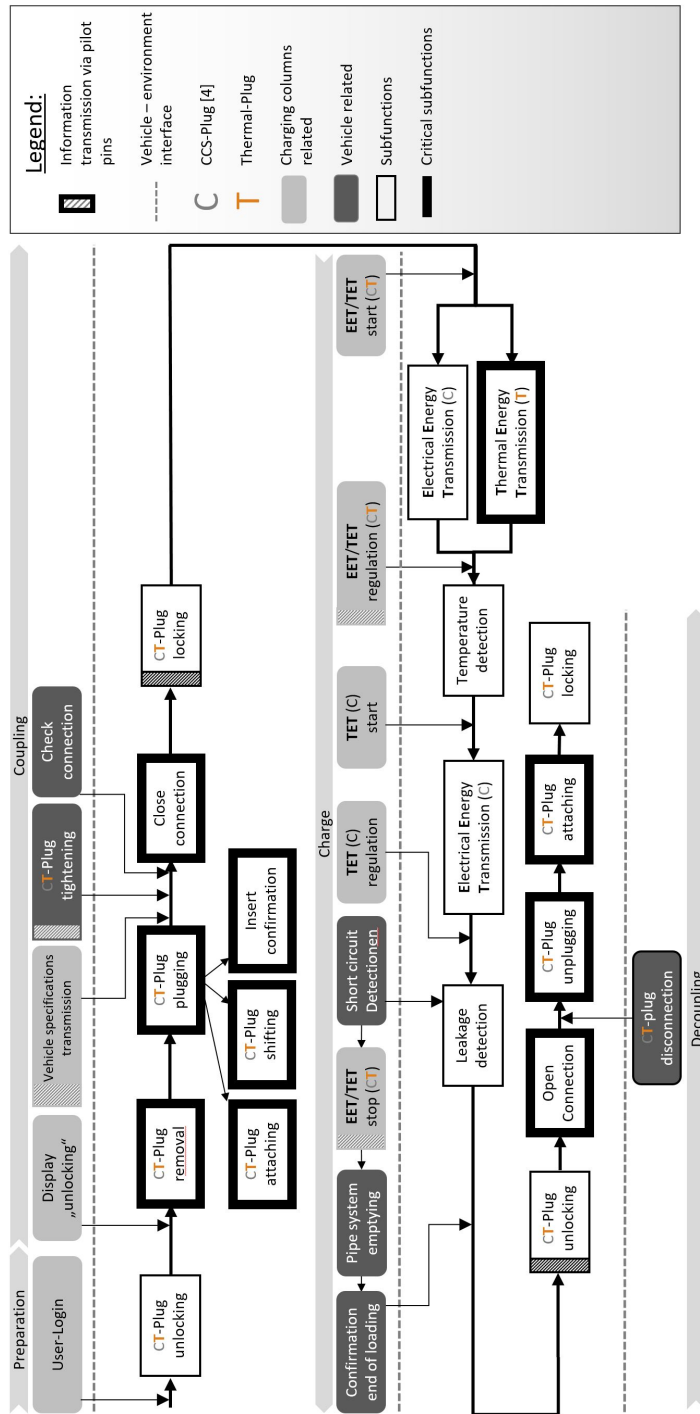 Preparation
Coupling
User-Login
Display
„unlocking“
Vehicle specifications
transmission
CT-Plug
tightening
Check
connection
CT-Plug
unlocking
CT-Plug
removal
CT-Plug
plugging
Close
connection
CT-Plug
locking
CT-Plug
attaching
CT-Plug
shifting
Insert
confirmation
Charge
Confirmation
end of loading
Pipe system
emptying
EET/TET
stop (CT)
Short circuit
Detectionen
TET (C)
regulation
TET (C)
start
EET/TET
regulation (CT)
EET/TET
start (CT)
Leakage
detection
Electrical Energy
Transmission (C)
Temperature
detection
Electrical Energy
Transmission (C)
Thermal Energy
Transmission (T)
CT-Plug
unlocking
Open
Connection
CT-Plug
unplugging
CT-Plug
attaching
CT-Plug
locking
CT-plug
disconnection
Decoupling
Legend:
Information
transmission via pilot
pins
Vehicle – environment
interface
C CCS-Plug [4]
T Thermal-Plug
Charging columns
related
Vehicle related
Subfunctions
Critical subfunctions